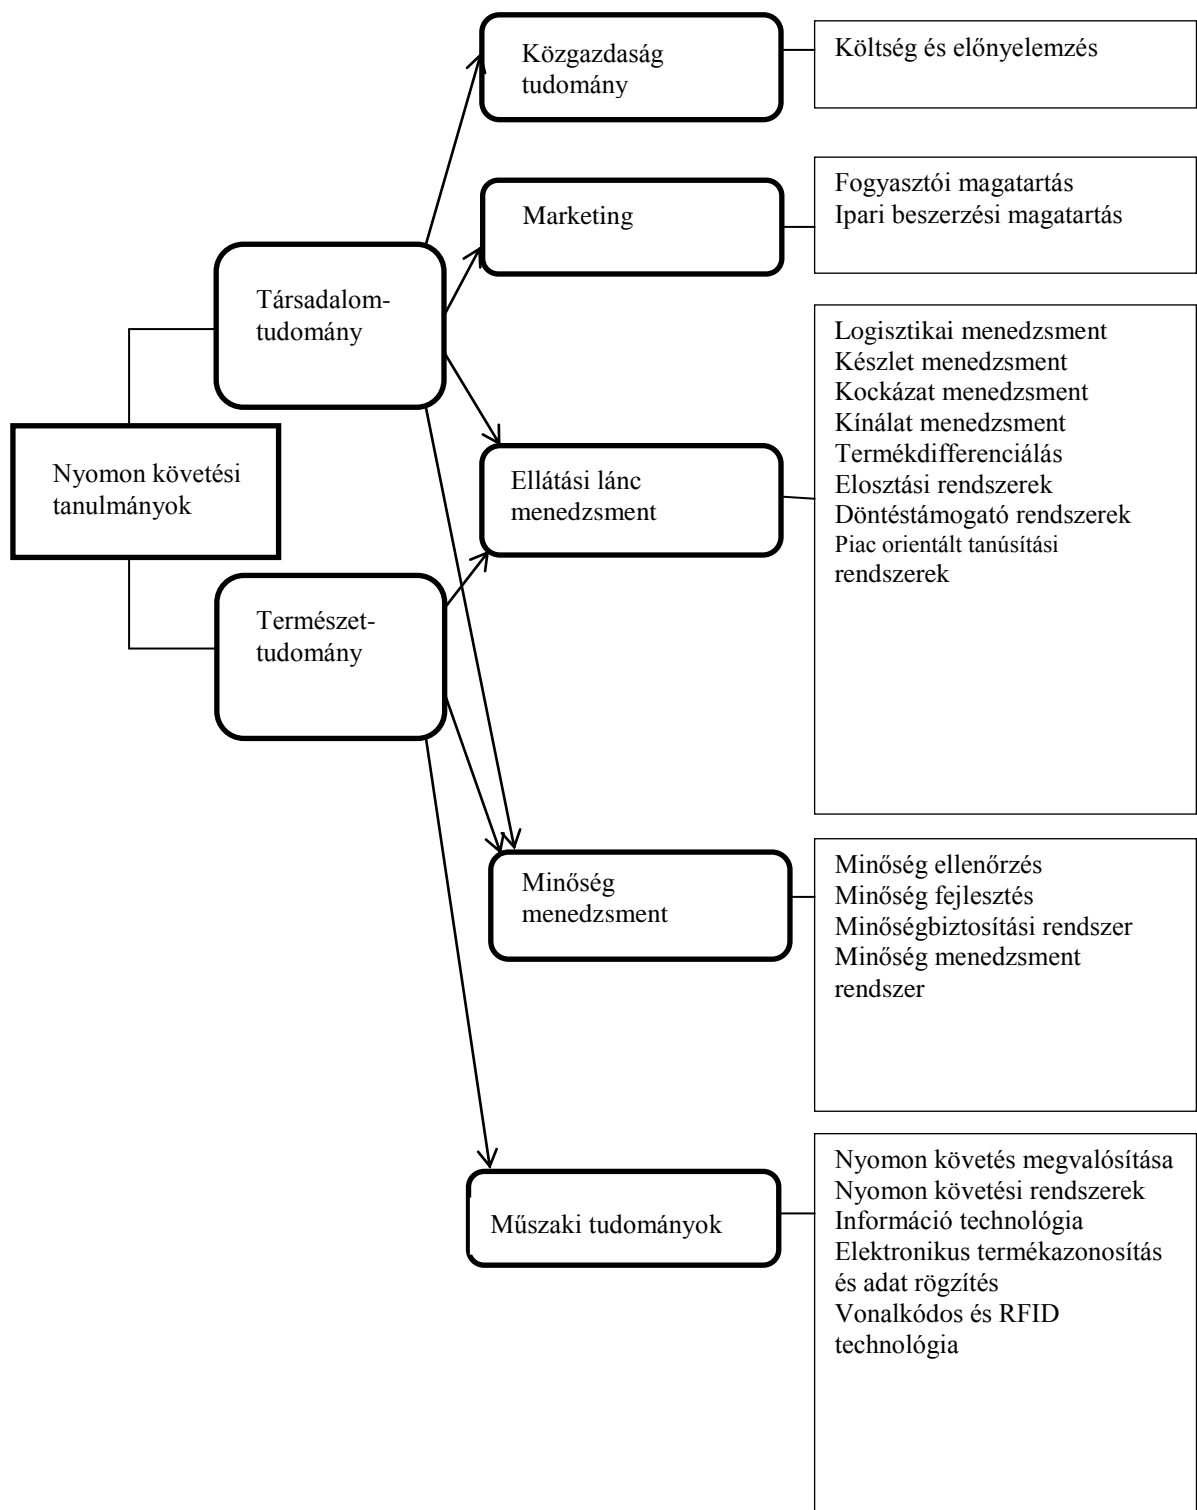 Közgazdaság
tudomány
Költség és előnyelemzés
Marketing
Fogyasztói magatartás
Ipari beszerzési magatartás
Társadalom-
tudomány
Nyomon követési
tanulmányok
Természet-
tudomány
Ellátási lánc
menedzsment
Logisztikai menedzsment
Készlet menedzsment
Kockázat menedzsment
Kínálat menedzsment
Termékdifferenciálás
Elosztási rendszerek
Döntéstámogató rendszerek
Piac orientált tanúsítási
rendszerek
Minőség
menedzsment
Minőség ellenőrzés
Minőség fejlesztés
Minőségbiztosítási rendszer
Minőség menedzsment
rendszer
Műszaki tudományok
Nyomon követés megvalósítása
Nyomon követési rendszerek
Információ technológia
Elektronikus termékazonosítás
és adat rögzítés
Vonalkódos és RFID
technológia